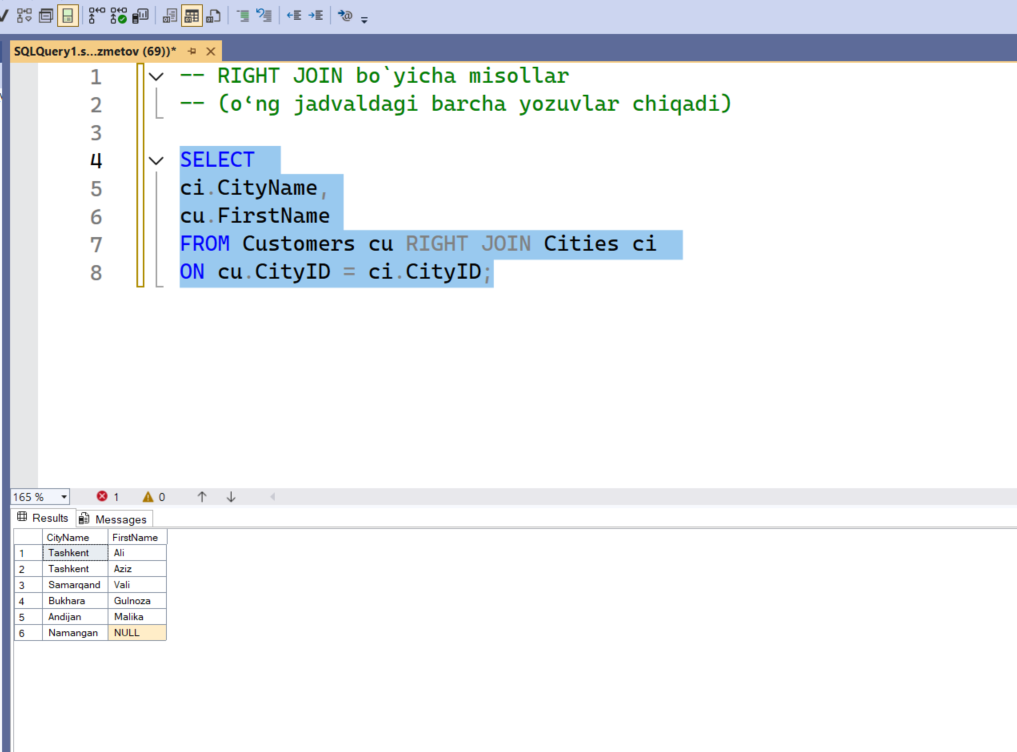 SQLQuery1.s...zmetov (69))*
1 -- RIGHT JOIN bo`yicha misollar
2 -- (o‘ng jadvaldagi barcha yozuvlar chiqadi)
3
4 SELECT
5 ci.CityName,
6 cu.FirstName
7 FROM Customers cu RIGHT JOIN Cities ci
8 ON cu.CityID = ci.CityID;
165 % 1 0
Results Messages
CityName FirstName
1 Tashkent Ali
2 Tashkent Aziz
3 Samarqand Vali
4 Bukhara Gulnoza
5 Andijan Malika
6 Namangan NULL